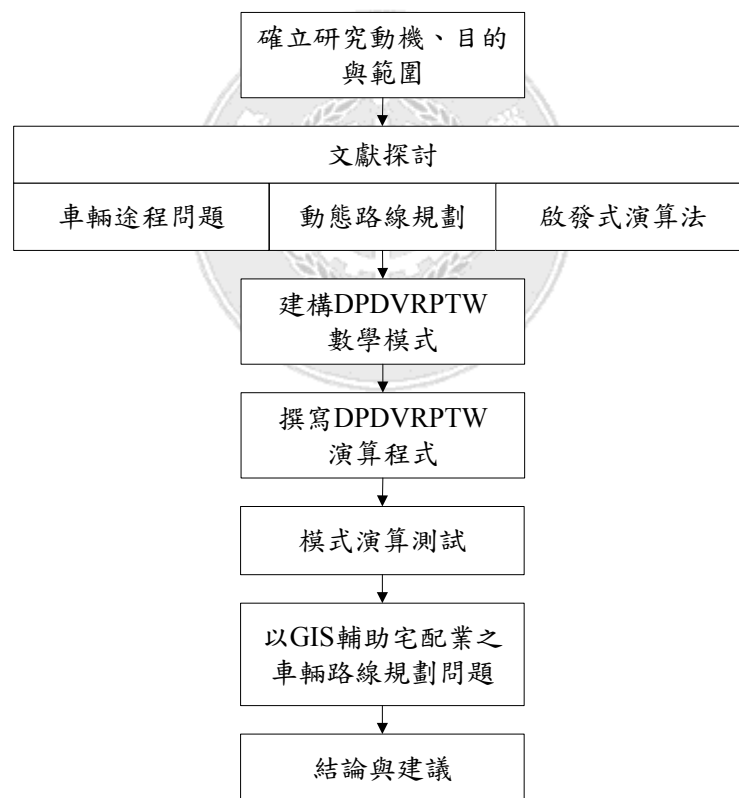 確立研究動機、目的
與範圍
文獻探討
車輛途程問題
動態路線規劃
啟發式演算法
建構DPDVRPTW
數學模式
撰寫DPDVRPTW
演算程式
模式演算測試
以GIS輔助宅配業之
車輛路線規劃問題
結論與建議